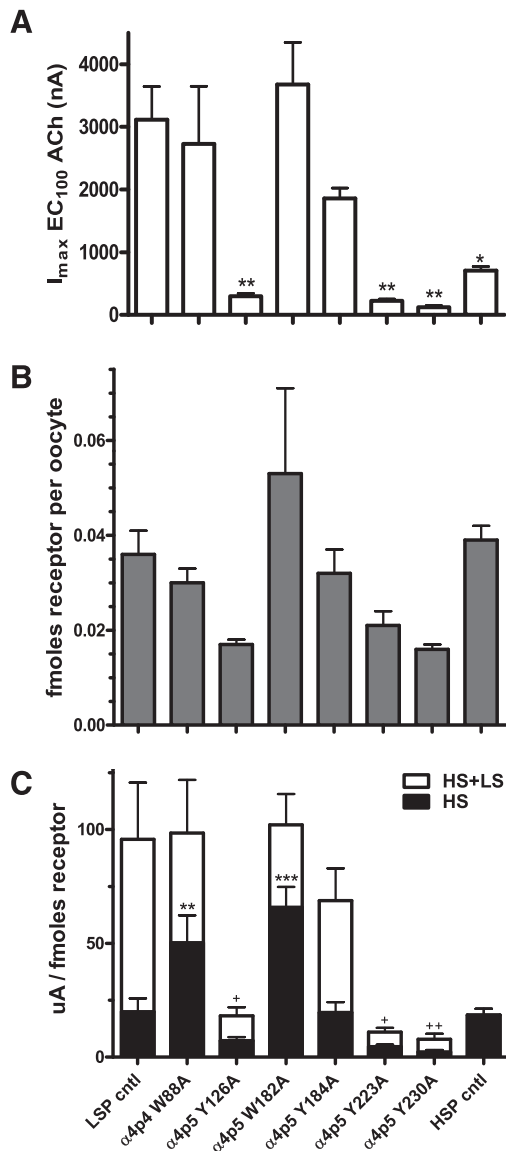 A
I max EC100 ACh (nA)
4000
3000
2000
1000
0
**
**
**
*
B
fmoles receptor per oocyte
0.06
0.04
0.02
0.00
C
uA / fmoles receptor
100
50
0
HS+LS
HS
**
+
***
+
++
LSP cntl
α4p4 W88A
α4p5 Y126A
α4p5 W182A
α4p5 Y184A
α4p5 Y223A
α4p5 Y230A
HSP cntl